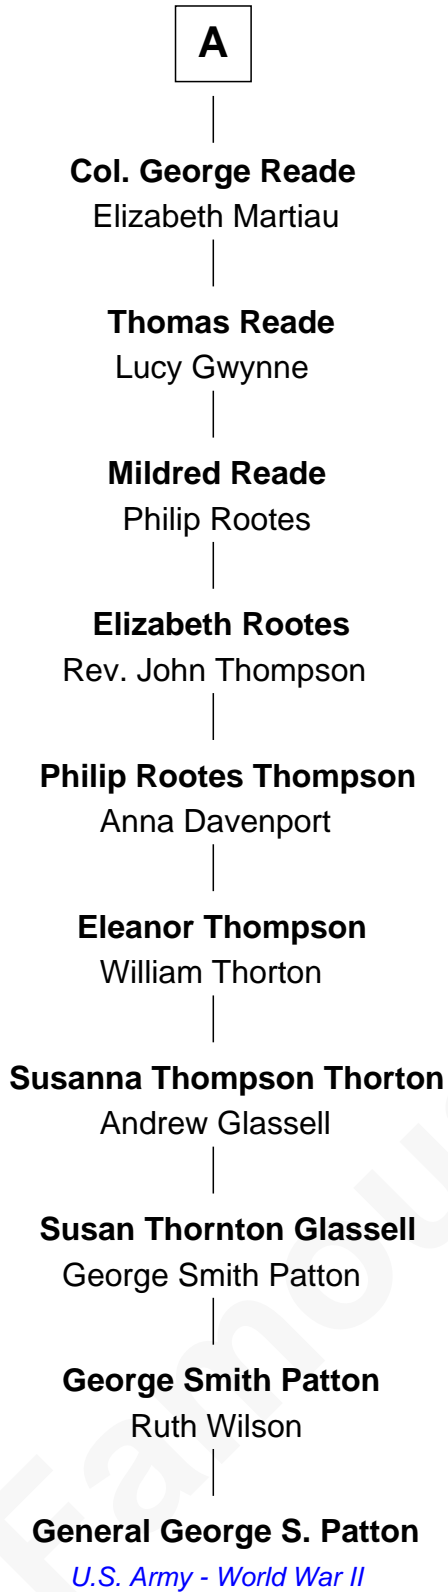 A
Col. George Reade
Elizabeth Martiau
Thomas Reade
Lucy Gwynne
Mildred Reade
Philip Rootes
Elizabeth Rootes
Rev. John Thompson
Philip Rootes Thompson
Anna Davenport
Eleanor Thompson
William Thorton
Susanna Thompson Thorton
Andrew Glassell
Susan Thornton Glassell
George Smith Patton
George Smith Patton
Ruth Wilson
General George S. Patton
U.S. Army - World War II
Famou